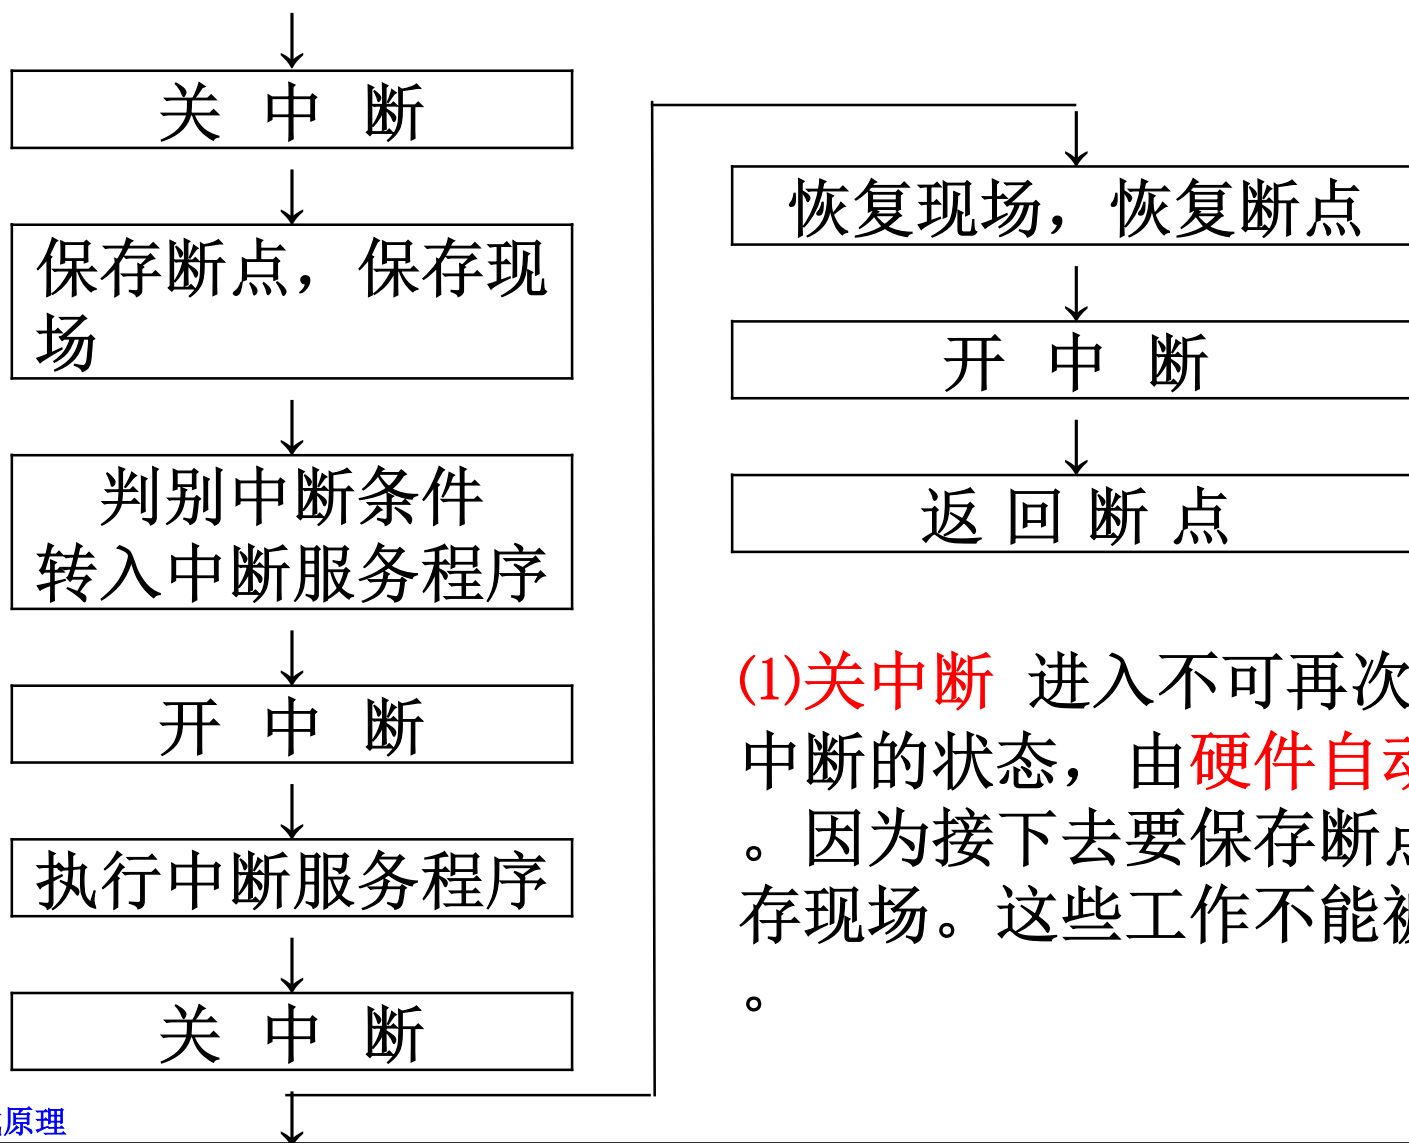 关 中 断
保存断点，保存现
场
判别中断条件
转入中断服务程序
开 中 断
执行中断服务程序
关 中 断
恢复现场，恢复断点
开 中 断
返 回 断 点
⑴关中断 进入不可再次
中断的状态，由硬件自
。因为接下去要保存断
存现场。这些工作不能
。
原理